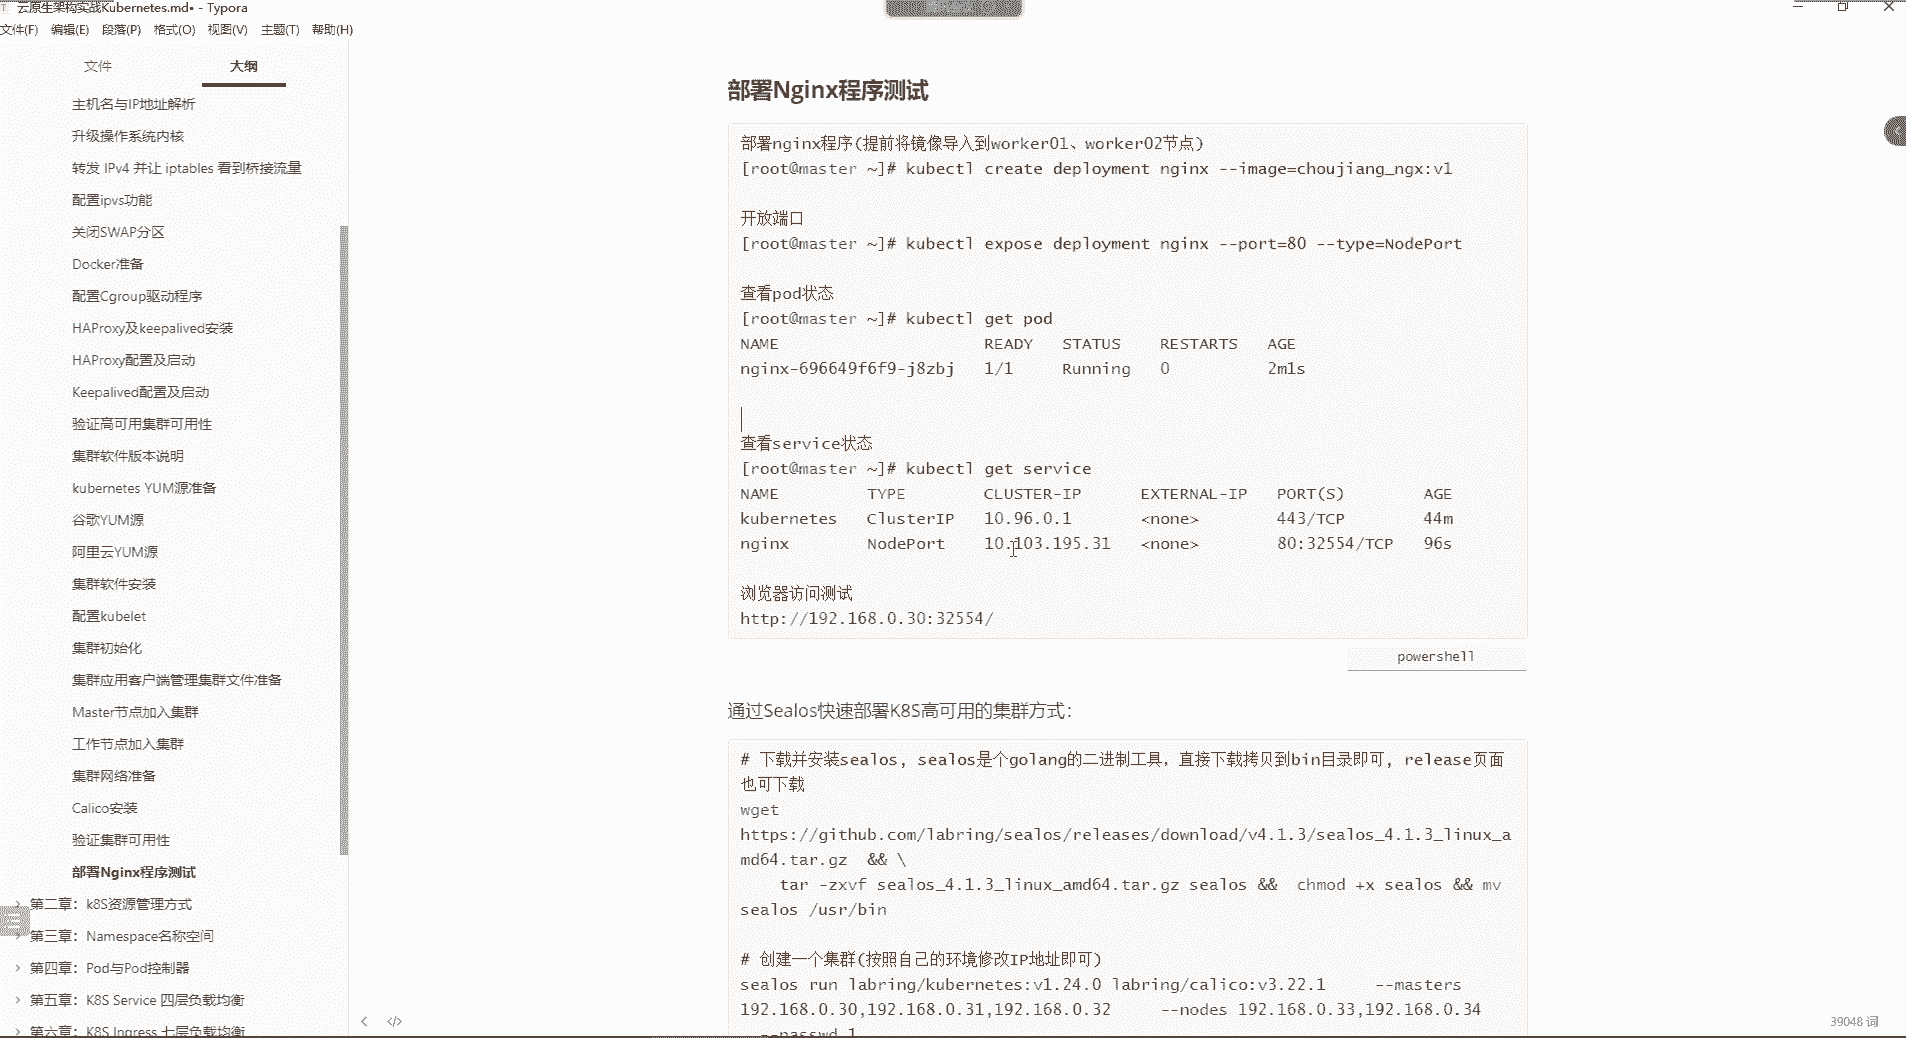 云原生架构实战Kubernetes.md• - Typora
文件(F) 编辑(E) 段落(P) 格式(O) 视图(V) 主题(T) 帮助(H)
文件 大纲
主机名与IP地址解析
升级操作系统内核
转发 IPv4 并让 iptables 看到桥接流量
配置ipvs功能
关闭SWAP分区
Docker准备
配置Cgroup驱动程序
HAProxy及keepalived安装
HAProxy配置及启动
Keepalived配置及启动
验证高可用集群可用性
集群软件版本说明
kubernetes YUM源准备
谷歌YUM源
阿里云YUM源
集群软件安装
配置kubelet
集群初始化
集群应用客户端管理集群文件准备
Master节点加入集群
工作节点加入集群
集群网络准备
Calico安装
验证集群可用性
部署Nginx程序测试
第二章：k8S资源管理方式
第三章：Namespace名称空间
第四章：Pod与Pod控制器
第五章：K8S Service 四层负载均衡
第六章：K8S Ingress 七层负载均衡
部署Nginx程序测试
部署nginx程序(提前将镜像导入到worker01、worker02节点)
[root@master ~]# kubectl create deployment nginx --image=choujiang_ngx:v1
开放端口
[root@master ~]# kubectl expose deployment nginx --port=80 --type=NodePort
查看pod状态
[root@master ~]# kubectl get pod
NAME READY STATUS RESTARTS AGE
nginx-696649f6f9-j8zbj 1/1 Running 0 2m1s
查看service状态
[root@master ~]# kubectl get service
NAME TYPE CLUSTER-IP EXTERNAL-IP PORT(S) AGE
kubernetes ClusterIP 10.96.0.1 <none> 443/TCP 44m
nginx NodePort 10.103.195.31 <none> 80:32554/TCP 96s
浏览器访问测试
http://192.168.0.30:32554/
powershell
通过Sealos快速部署K8S高可用的集群方式：
# 下载并安装sealos, sealos是个golang的二进制工具，直接下载拷贝到bin目录即可, release页面
也可下载
wget
https://github.com/labring/sealos/releases/download/v4.1.3/sealos_4.1.3_linux_a
md64.tar.gz && \
tar -zxvf sealos_4.1.3_linux_amd64.tar.gz sealos && chmod +x sealos && mv
sealos /usr/bin
# 创建一个集群(按照自己的环境修改IP地址即可)
sealos run labring/kubernetes:v1.24.0 labring/calico:v3.22.1 --masters
192.168.0.30,192.168.0.31,192.168.0.32 --nodes 192.168.0.33,192.168.0.34
--passwd 1
39048 词